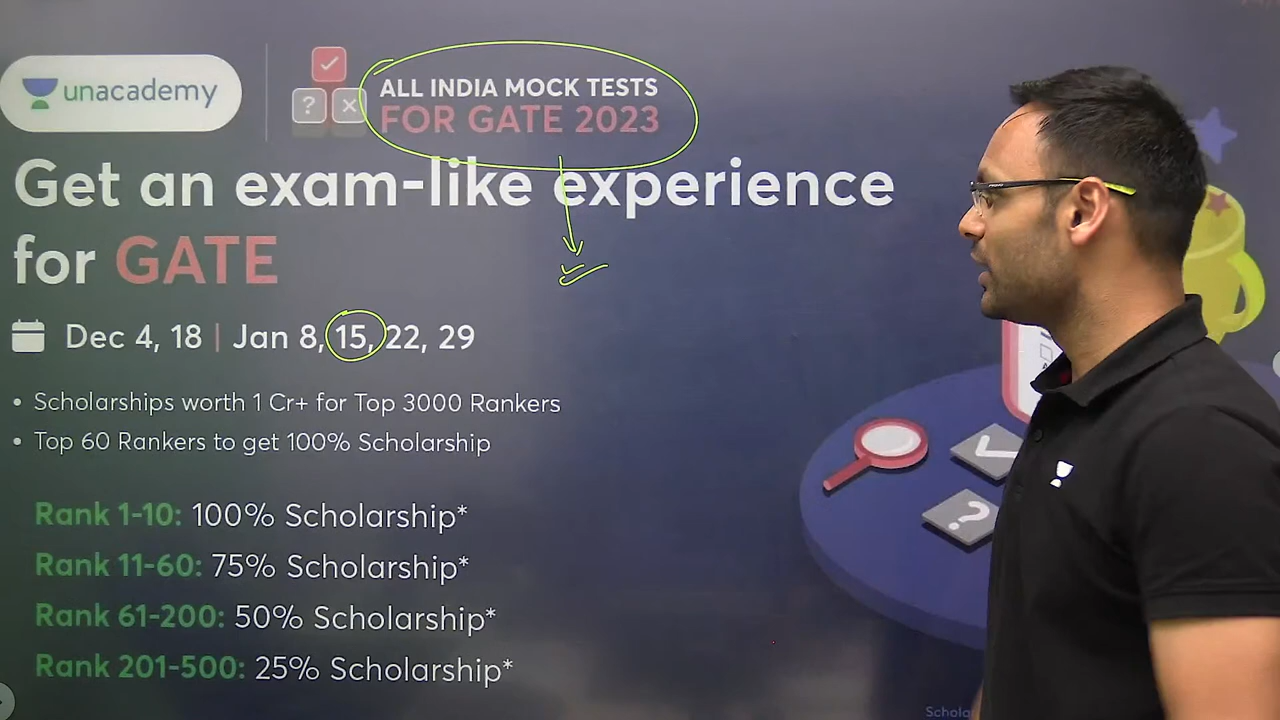 unacademy
ALL INDIA MOCK TESTS
FOR GATE 2023
?
Get an exam-like experience
for GATE
Dec 4, 18 | Jan 8, 15, 22, 29
• Scholarships worth 1 Cr+ for Top 3000 Rankers
• Top 60 Rankers to get 100% Scholarship
Rank 1-10: 100% Scholarship*
Rank 11-60: 75% Scholarship*
Rank 61-200: 50% Scholarship*
Rank 201-500: 25% Scholarship*
?